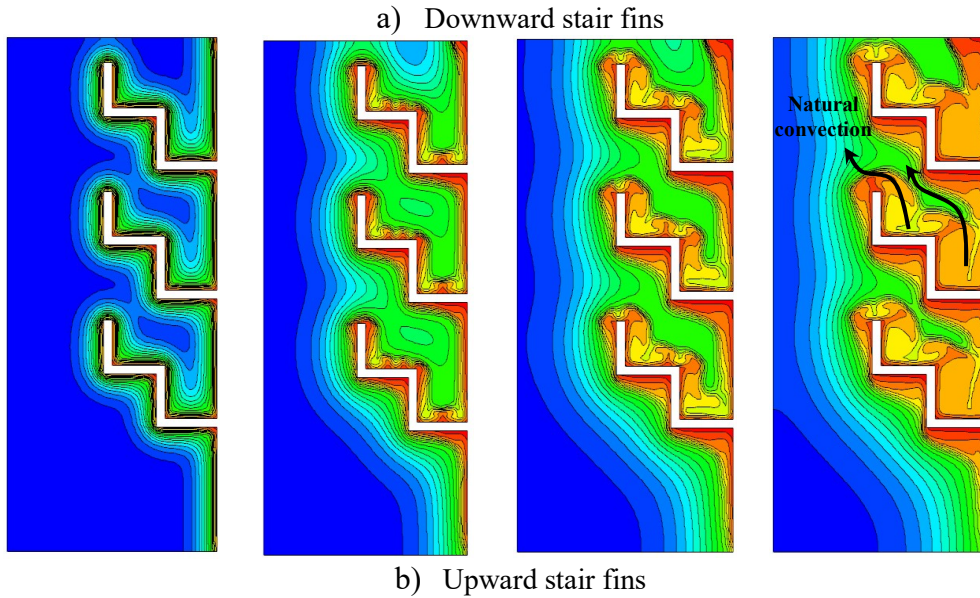 a) Downward stair fins
Natural
convection
b) Upward stair fins